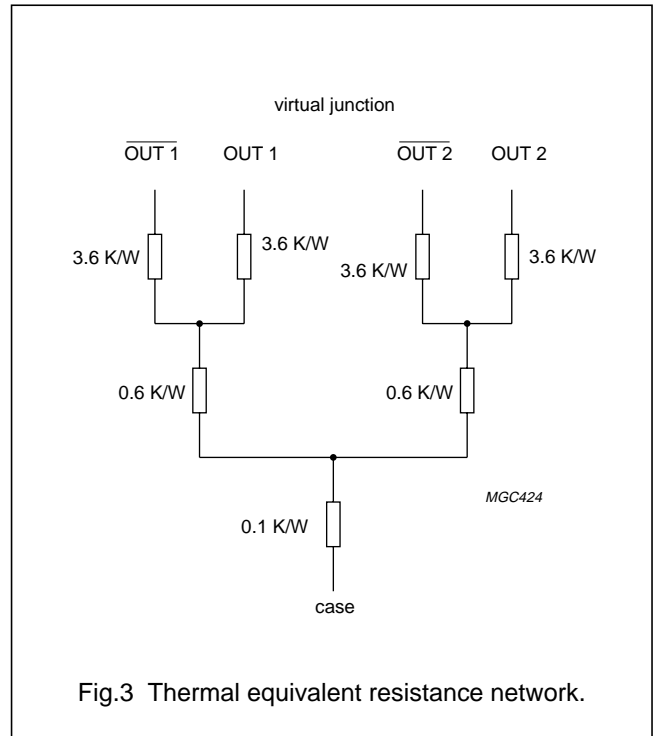 virtual junction
OUT 1 OUT 1 OUT 2 OUT 2
3.6 K/W 3.6 K/W 3.6 K/W 3.6 K/W
0.6 K/W 0.6 K/W
MGC424
0.1 K/W
case
Fig.3 Thermal equivalent resistance network.